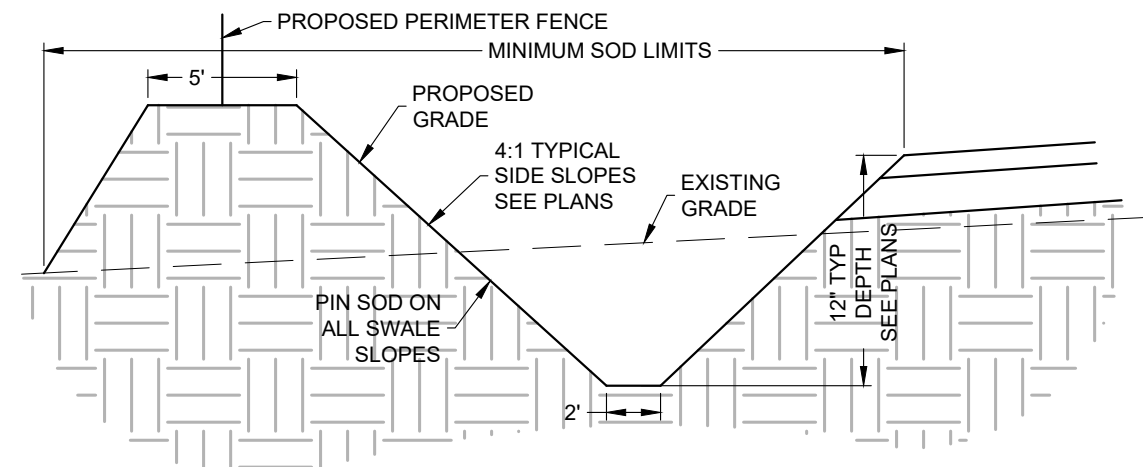 PROPOSED PERIMETER FENCE
MINIMUM SOD LIMITS
5'
PROPOSED
GRADE
4:1 TYPICAL
SIDE SLOPES
SEE PLANS
EXISTING
GRADE
PIN SOD ON
ALL SWALE
SLOPES
12" TYP
DEPTH
SEE PLANS
2'